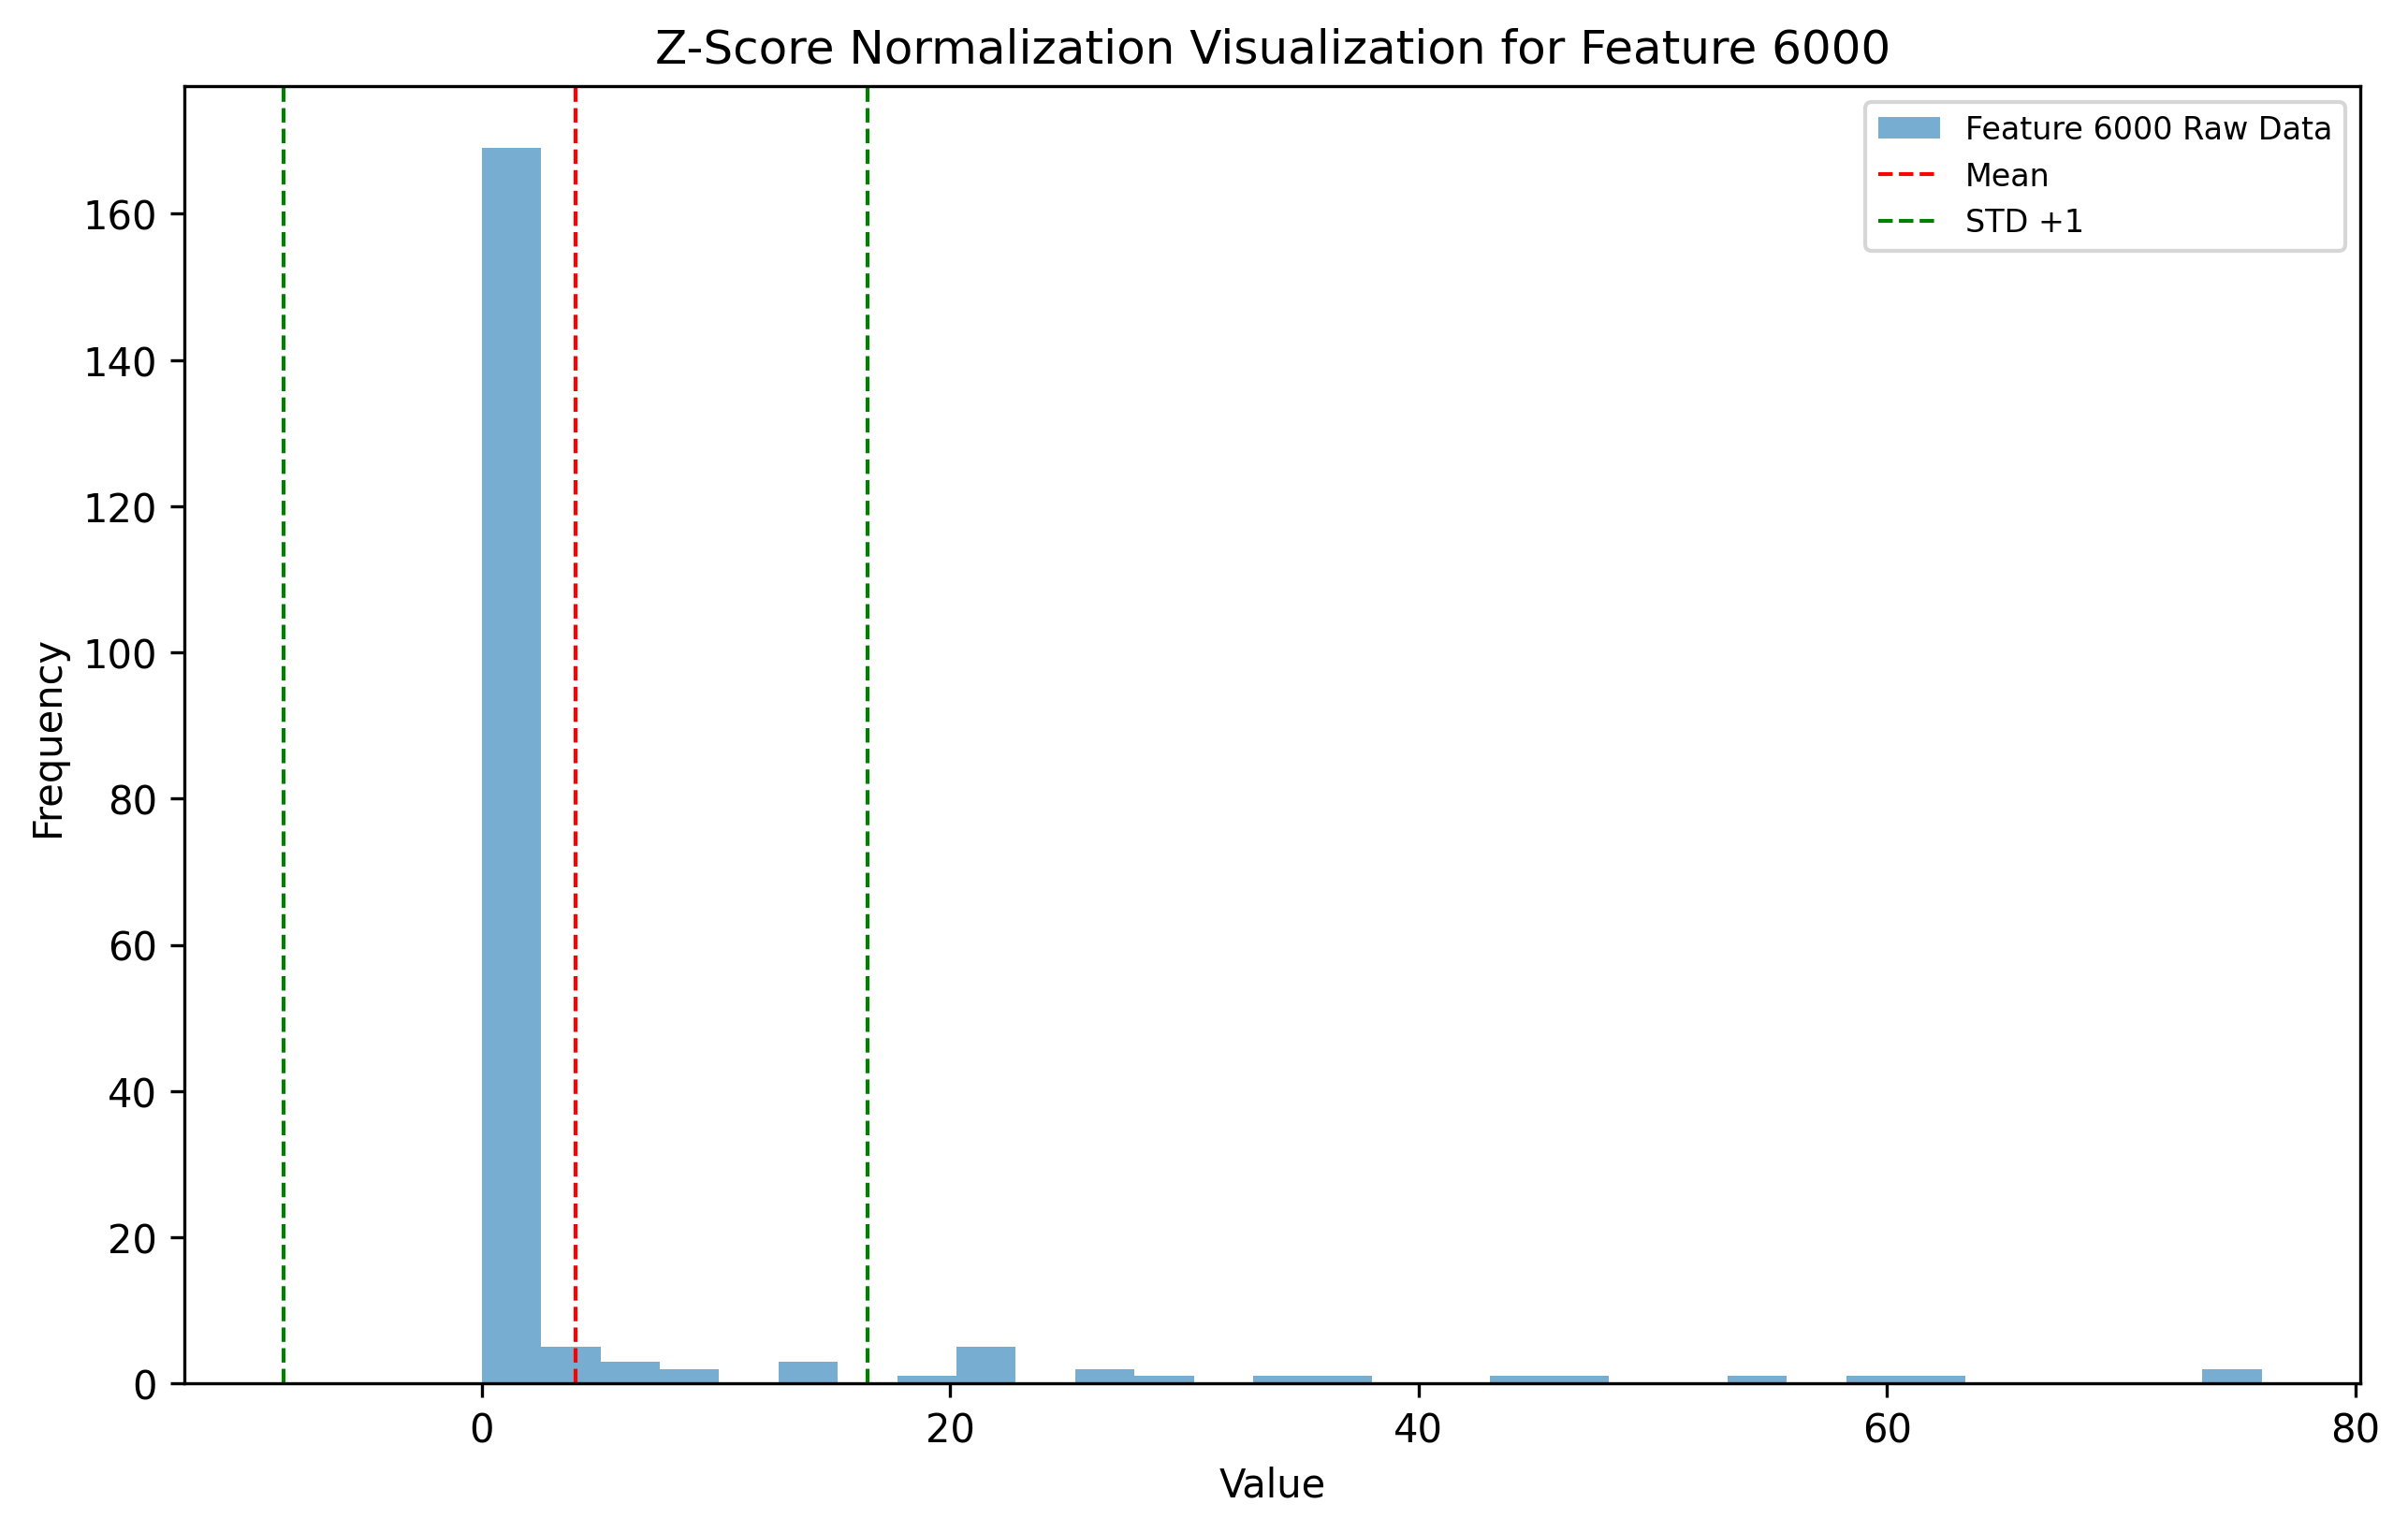 Z-Score Normalization Visualization for Feature 6000
Feature 6000 Raw Data
Mean
STD +1
160
140
120
100
80
60
40
20
0
Frequency
0 20 40 60 80
Value